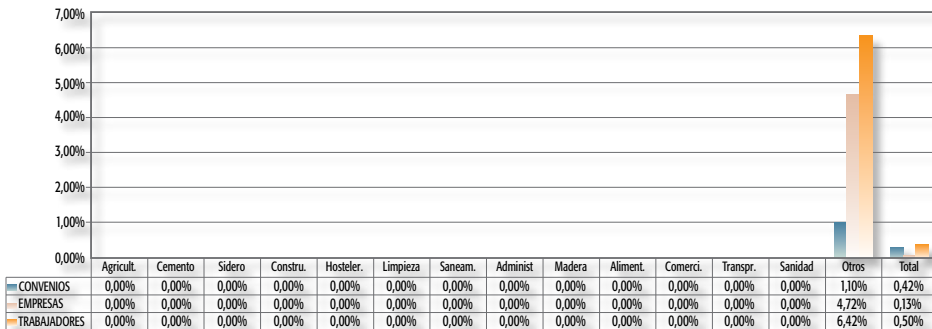 7,00%
6,00%
5,00%
4,00%
3,00%
2,00%
1,00%
0,00%
Agricult. Cemento Sidero Constru. Hosteler. Limpieza Saneam. Administ Madera Aliment. Comerci. Transpr. Sanidad Otros Total
CONVENIOS 0,00% 0,00% 0,00% 0,00% 0,00% 0,00% 0,00% 0,00% 0,00% 0,00% 0,00% 0,00% 0,00% 1,10% 0,42%
EMPRESAS 0,00% 0,00% 0,00% 0,00% 0,00% 0,00% 0,00% 0,00% 0,00% 0,00% 0,00% 0,00% 0,00% 4,72% 0,13%
TRABAJADORES 0,00% 0,00% 0,00% 0,00% 0,00% 0,00% 0,00% 0,00% 0,00% 0,00% 0,00% 0,00% 0,00% 6,42% 0,50%